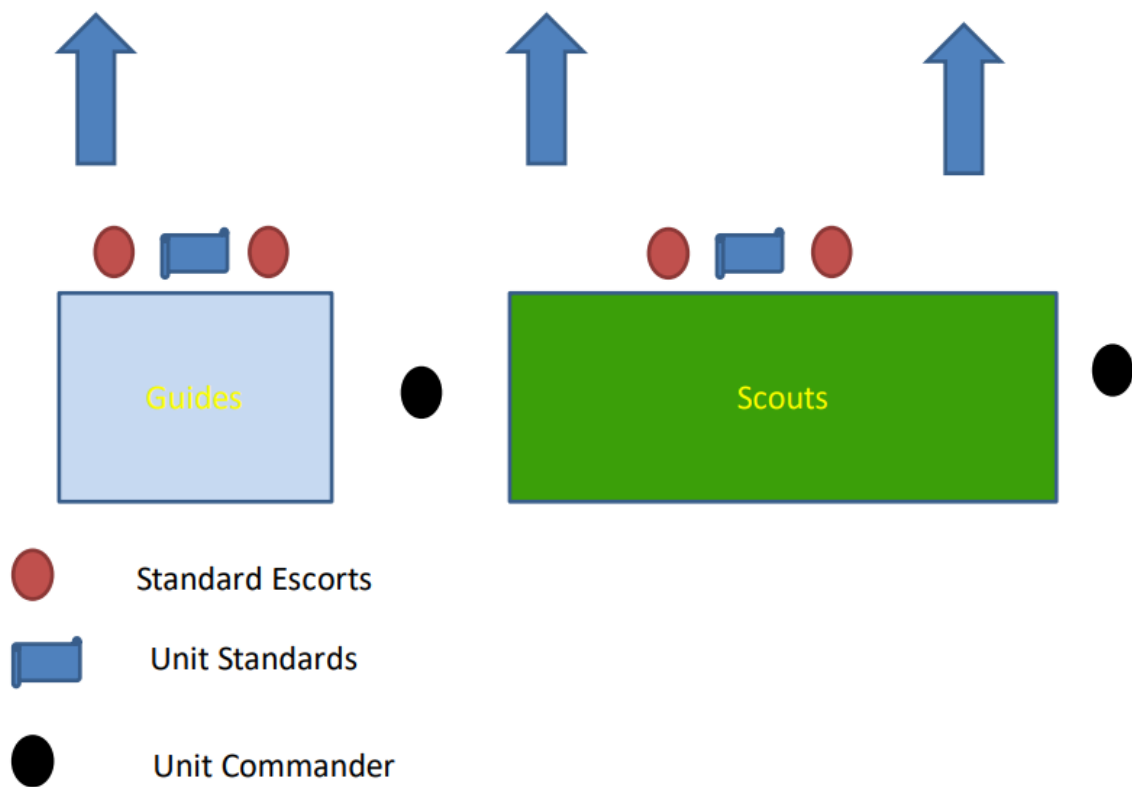 Guides
Scouts
Standard Escorts
Unit Standards
Unit Commander